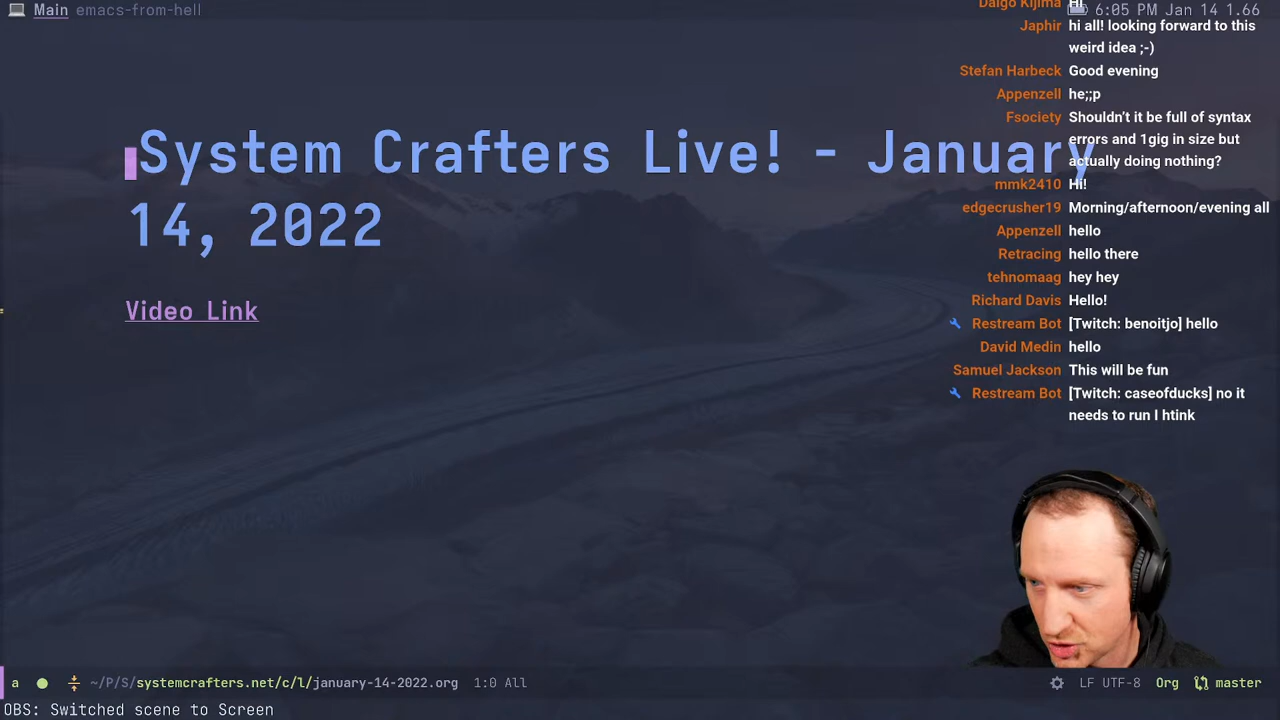 Main emacs-from-hell
6:05 PM Jan 14 1.66
System Crafters Live! - January
14, 2022
Video Link
Daigo Kijima Hi
Japhir hi all! looking forward to this
weird idea ;-)
Stefan Harbeck Good evening
Appenzell he;;p
Fsociety Shouldn't it be full of syntax
errors and 1gig in size but
actually doing nothing?
mmk2410 Hi!
edgecrusher19 Morning/afternoon/evening all
Appenzell hello
Retracing hello there
tehnomaag hey hey
Richard Davis Hello!
Restream Bot [Twitch: benoitjo] hello
David Medin hello
Samuel Jackson This will be fun
Restream Bot [Twitch: caseofducks] no it
needs to run I htink
a ~/P/S/systemcrafters.net/c/l/january-14-2022.org 1:0 All LF UTF-8 Org master
OBS: Switched scene to Screen